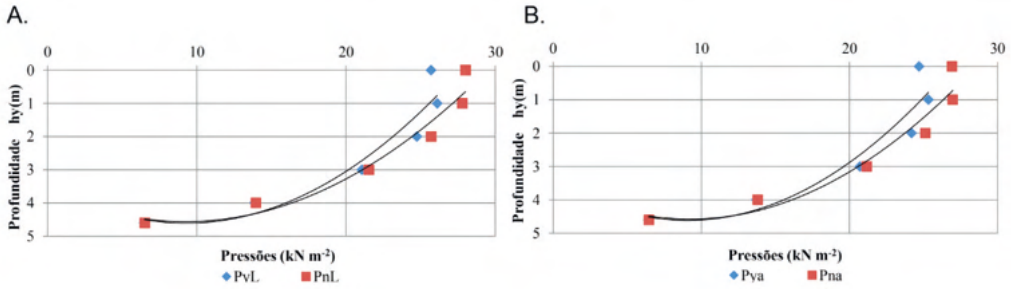 A.
0 10 20 30
0
1
2
3
4
5
Profundidade hy(m)
Pressões (kN m⁻²)
PvL PnL
B.
0 10 20 30
0
1
2
3
4
5
Profundidade hy(m)
Pressões (kN m⁻²)
Pya Pna